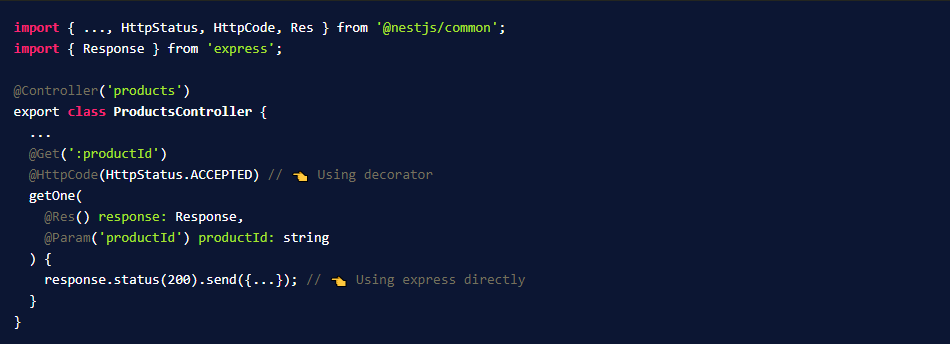 import { ..., HttpStatus, HttpCode, Res } from '@nestjs/common';
import { Response } from 'express';
@Controller('products')
export class ProductsController {
...
@Get(':productId')
@HttpCode(HttpStatus.ACCEPTED) // 👈 Using decorator
getOne(
@Res() response: Response,
@Param('productId') productId: string
) {
response.status(200).send({...}); // 👈 Using express directly
}
}